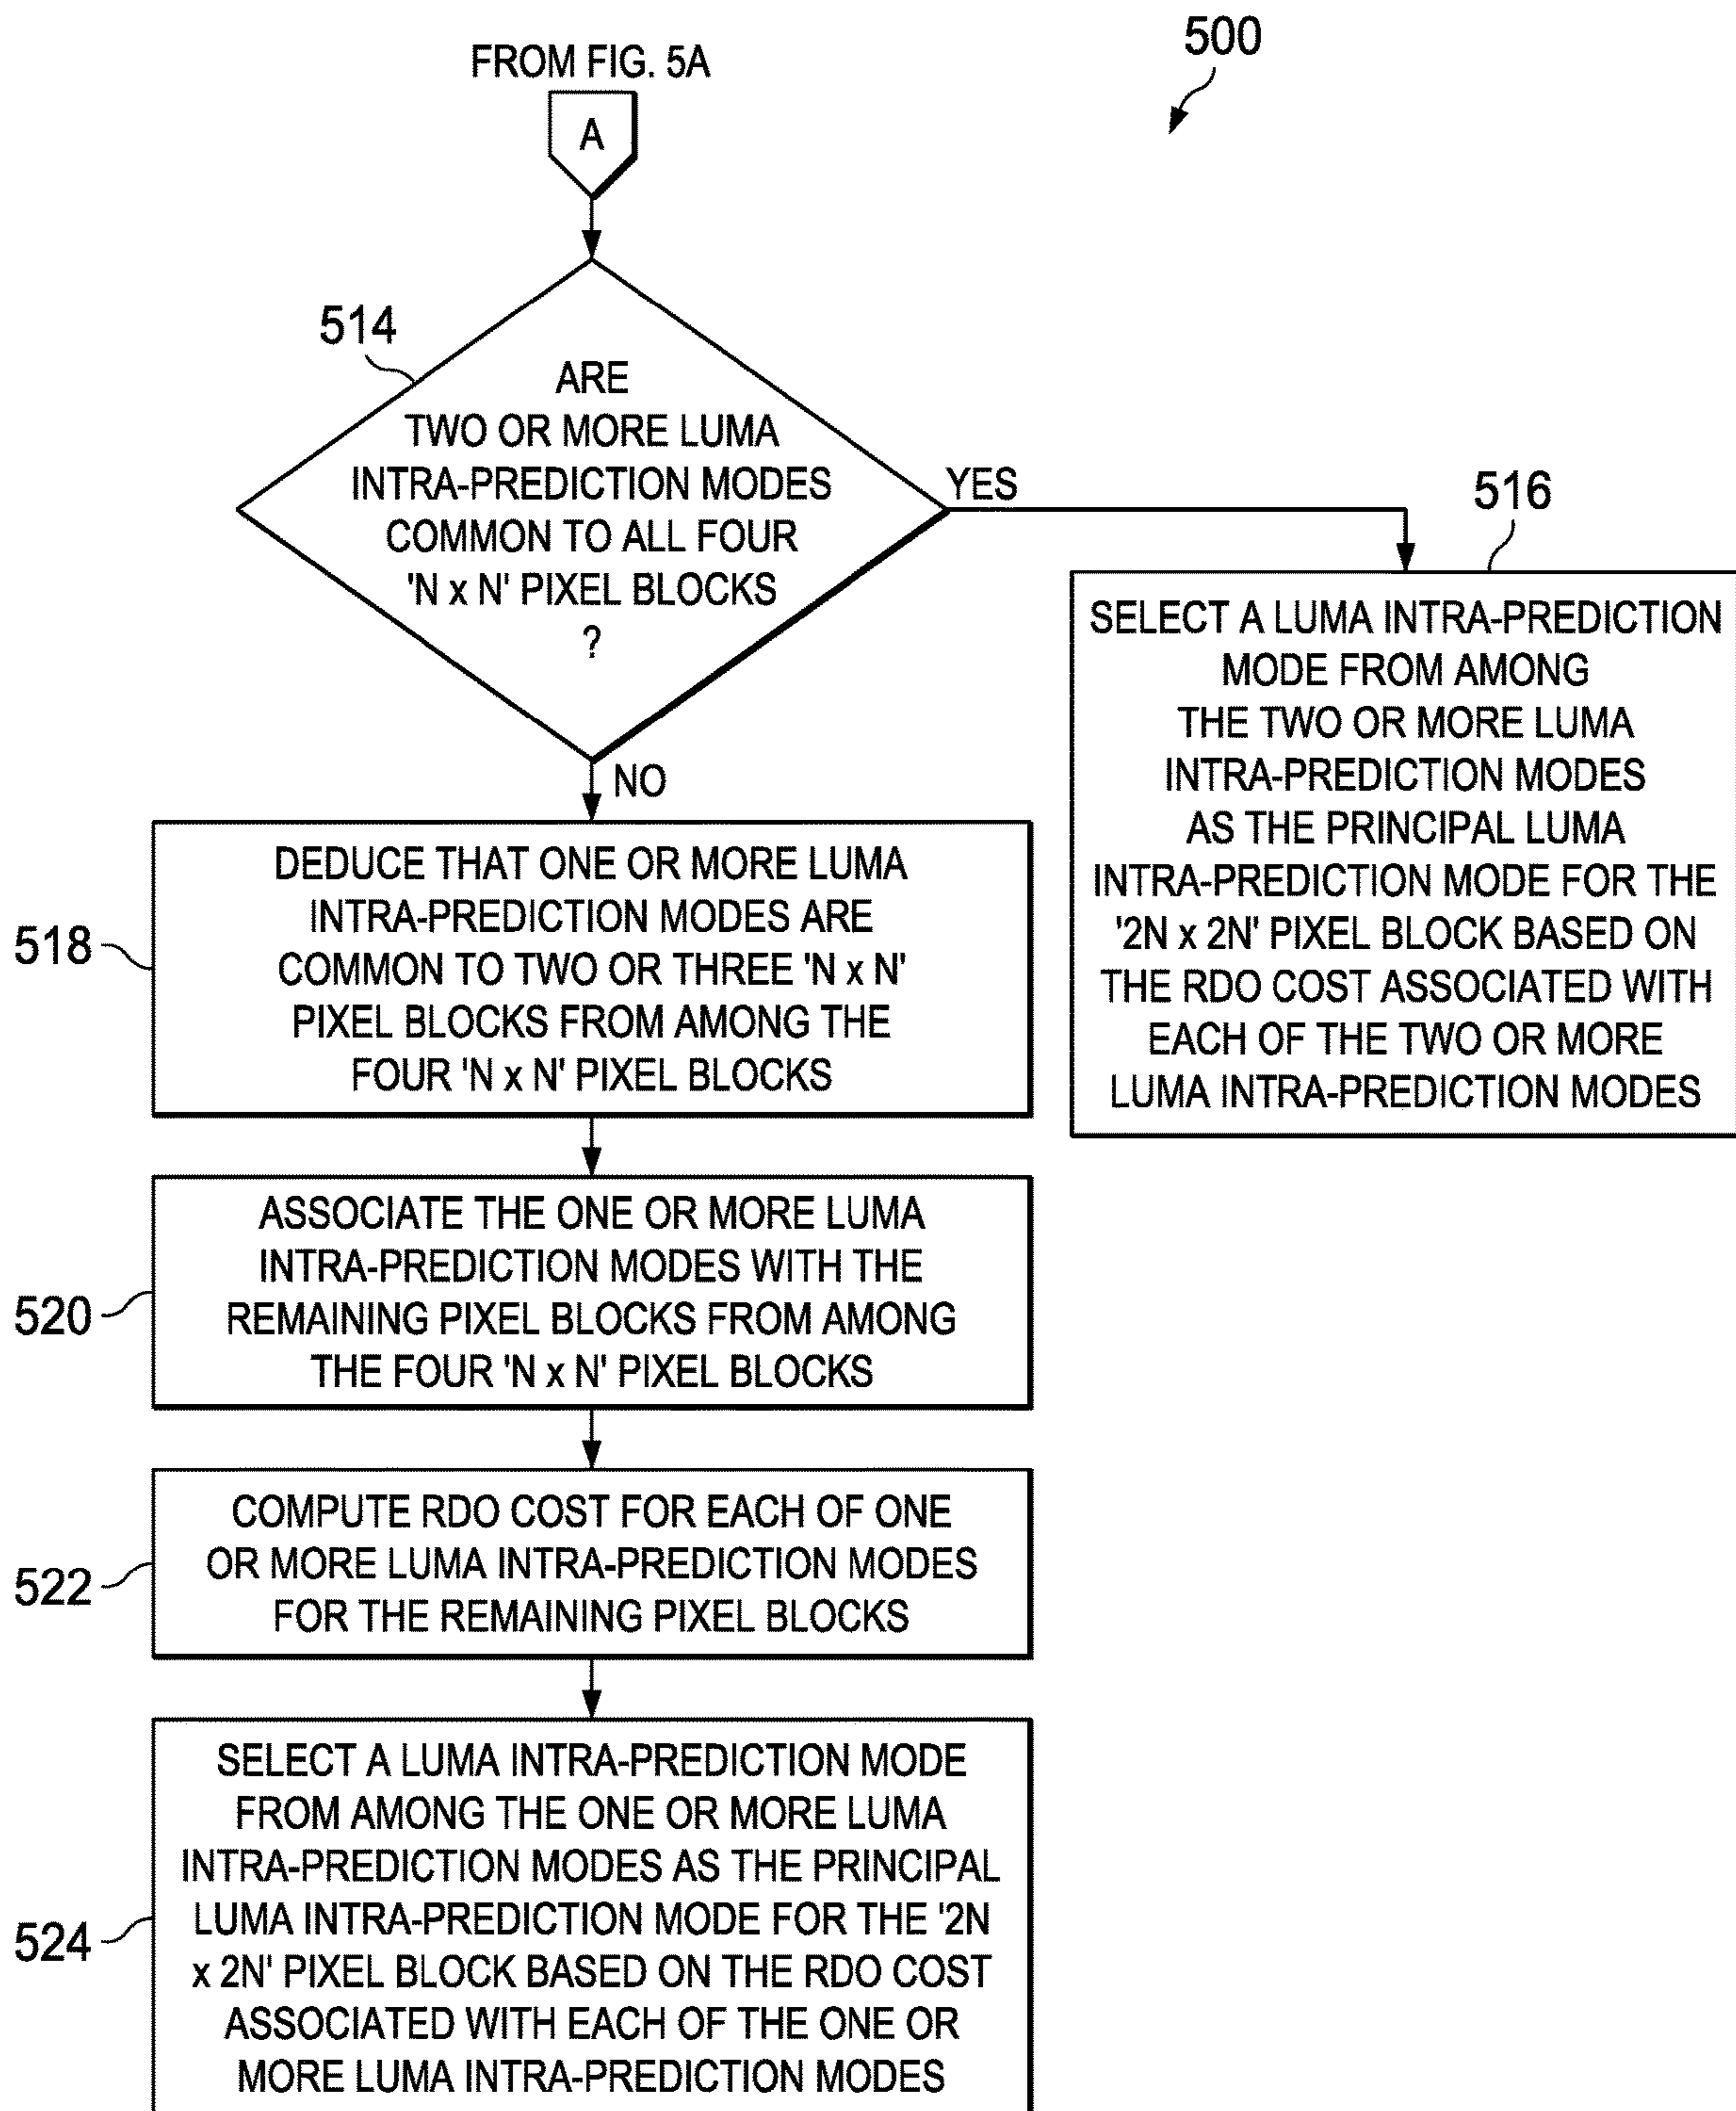 500
FROM FIG. 5A
A
514
ARE
TWO OR MORE LUMA
INTRA-PREDICTION MODES
COMMON TO ALL FOUR
'N x N' PIXEL BLOCKS
?
YES
516
SELECT A LUMA INTRA-PREDICTION
MODE FROM AMONG
THE TWO OR MORE LUMA
INTRA-PREDICTION MODES
AS THE PRINCIPAL LUMA
INTRA-PREDICTION MODE FOR THE
'2N x 2N' PIXEL BLOCK BASED ON
THE RDO COST ASSOCIATED WITH
EACH OF THE TWO OR MORE
LUMA INTRA-PREDICTION MODES
NO
518
DEDUCE THAT ONE OR MORE LUMA
INTRA-PREDICTION MODES ARE
COMMON TO TWO OR THREE 'N x N'
PIXEL BLOCKS FROM AMONG THE
FOUR 'N x N' PIXEL BLOCKS
520
ASSOCIATE THE ONE OR MORE LUMA
INTRA-PREDICTION MODES WITH THE
REMAINING PIXEL BLOCKS FROM AMONG
THE FOUR 'N x N' PIXEL BLOCKS
522
COMPUTE RDO COST FOR EACH OF ONE
OR MORE LUMA INTRA-PREDICTION MODES
FOR THE REMAINING PIXEL BLOCKS
524
SELECT A LUMA INTRA-PREDICTION MODE
FROM AMONG THE ONE OR MORE LUMA
INTRA-PREDICTION MODES AS THE PRINCIPAL
LUMA INTRA-PREDICTION MODE FOR THE '2N
x 2N' PIXEL BLOCK BASED ON THE RDO COST
ASSOCIATED WITH EACH OF THE ONE OR
MORE LUMA INTRA-PREDICTION MODES